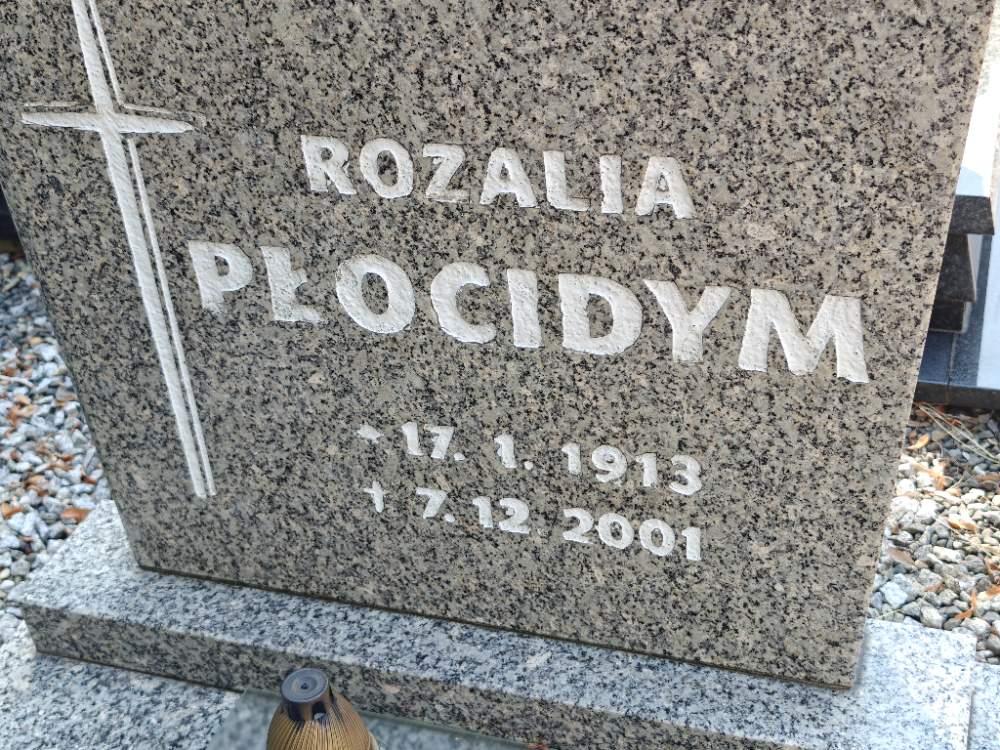 ROZALIA
PŁOCIDYM
* 17. 1. 1913
† 7. 12. 2001